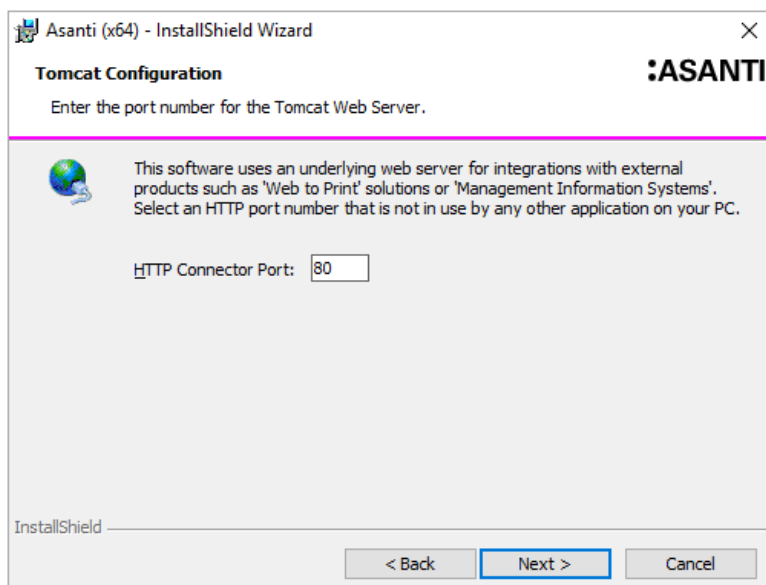 Asanti (x64) - InstallShield Wizard
Tomcat Configuration
:ASANTI
Enter the port number for the Tomcat Web Server.
This software uses an underlying web server for integrations with external
products such as 'Web to Print' solutions or 'Management Information Systems'.
Select an HTTP port number that is not in use by any other application on your PC.
HTTP Connector Port: 80
InstallShield
< Back Next > Cancel